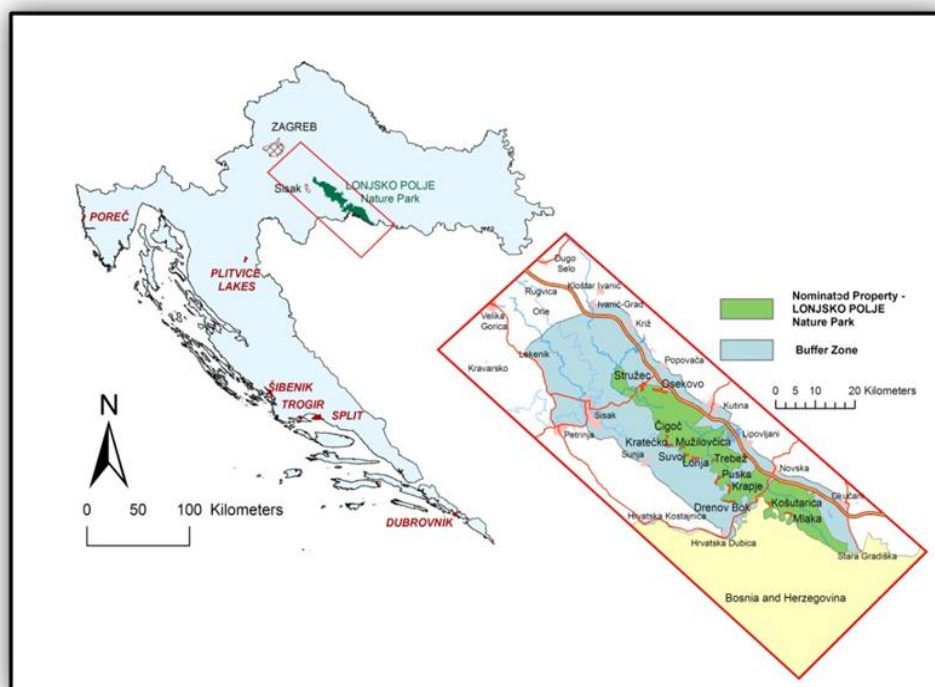 ZAGREB
Sisak
LONJSKO POLJE
Nature Park
POREČ
PLITVICE
LAKES
ŠIBENIK
TROGIR
SPLIT
DUBROVNIK
N
0 50 100 Kilometers
Dugo
Selo
Kloštar Ivanić
Rugvica
Ivanić-Grad
Orle
Velika
Gorica
Križ
Lekenik
Popovača
Kravarsko
Stružec
Osekovo
Kutina
Sisak
Čigoč
Petrinja
Kratečko
Mužilovčica
Lipovljani
Sunja
Suvoj
Lonja
Trebež
Novska
Puska
Krapje
Okučani
Košutarica
Drenov Bok
Mlaka
Hrvatska Kostajnica
Hrvatska Dubica
Stara Gradiška
Bosnia and Herzegovina
Nominated Property -
LONJSKO POLJE
Nature Park
Buffer Zone
0 5 10 20 Kilometers